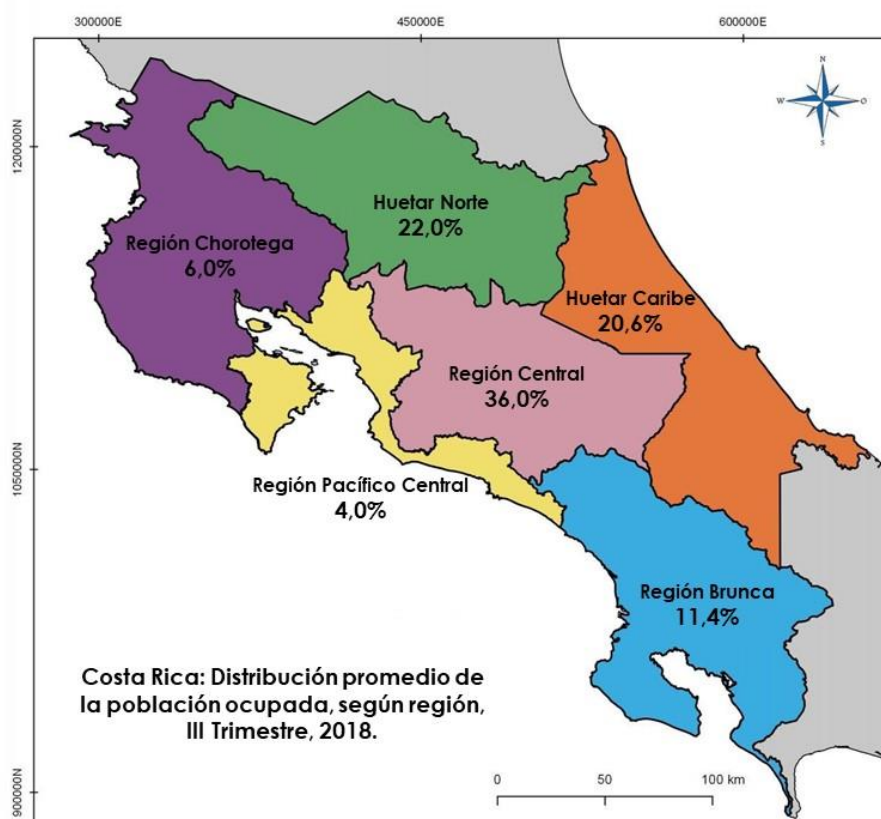 300000E 450000E 600000E
N
W O
S
1200000N
1050000N
900000N
Huetar Norte
22,0%
Región Chorotega
6,0%
Huetar Caribe
20,6%
Región Central
36,0%
Región Pacífico Central
4,0%
Región Brunca
11,4%
Costa Rica: Distribución promedio de
la población ocupada, según región,
III Trimestre, 2018.
0 50 100 km